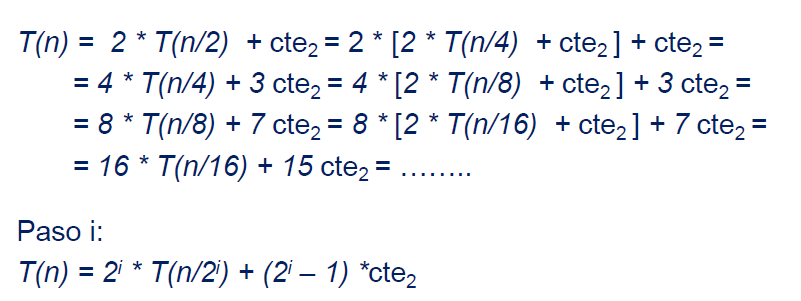 T(n) = 2 * T(n/2) + cte₂ = 2 * [2 * T(n/4) + cte₂ ] + cte₂ =
= 4 * T(n/4) + 3 cte₂ = 4 * [2 * T(n/8) + cte₂ ] + 3 cte₂ =
= 8 * T(n/8) + 7 cte₂ = 8 * [2 * T(n/16) + cte₂ ] + 7 cte₂ =
= 16 * T(n/16) + 15 cte₂ = ........
Paso i:
T(n) = 2ⁱ * T(n/2ⁱ) + (2ⁱ – 1) *cte₂